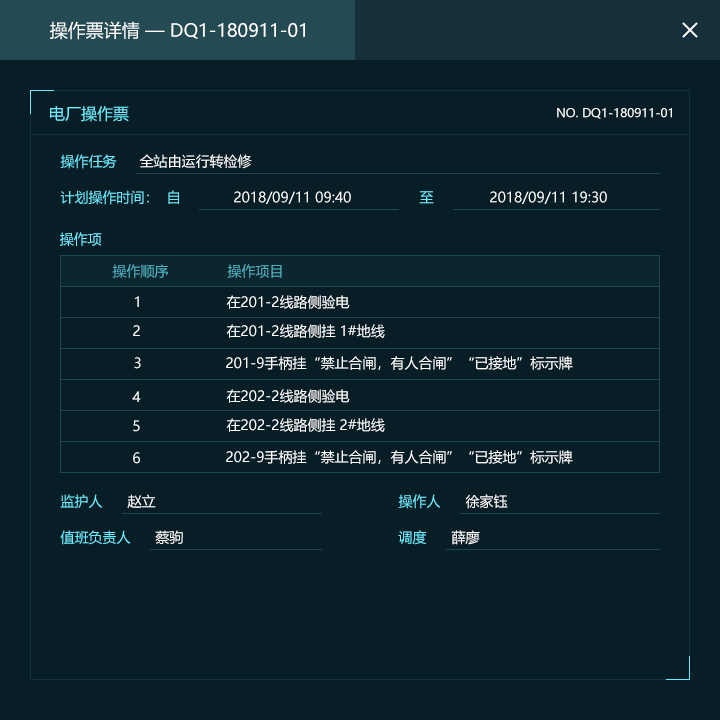 操作票详情 — DQ1-180911-01
电厂操作票 NO. DQ1-180911-01
操作任务 全站由运行转检修
计划操作时间： 自 2018/09/11 09:40 至 2018/09/11 19:30
操作项
操作顺序 操作项目
1 在201-2线路侧验电
2 在201-2线路侧挂 1#地线
3 201-9手柄挂“禁止合闸，有人合闸”“已接地”标示牌
4 在202-2线路侧验电
5 在202-2线路侧挂 2#地线
6 202-9手柄挂“禁止合闸，有人合闸”“已接地”标示牌
监护人 赵立 操作人 徐家钰
值班负责人 蔡驹 调度 薛廖